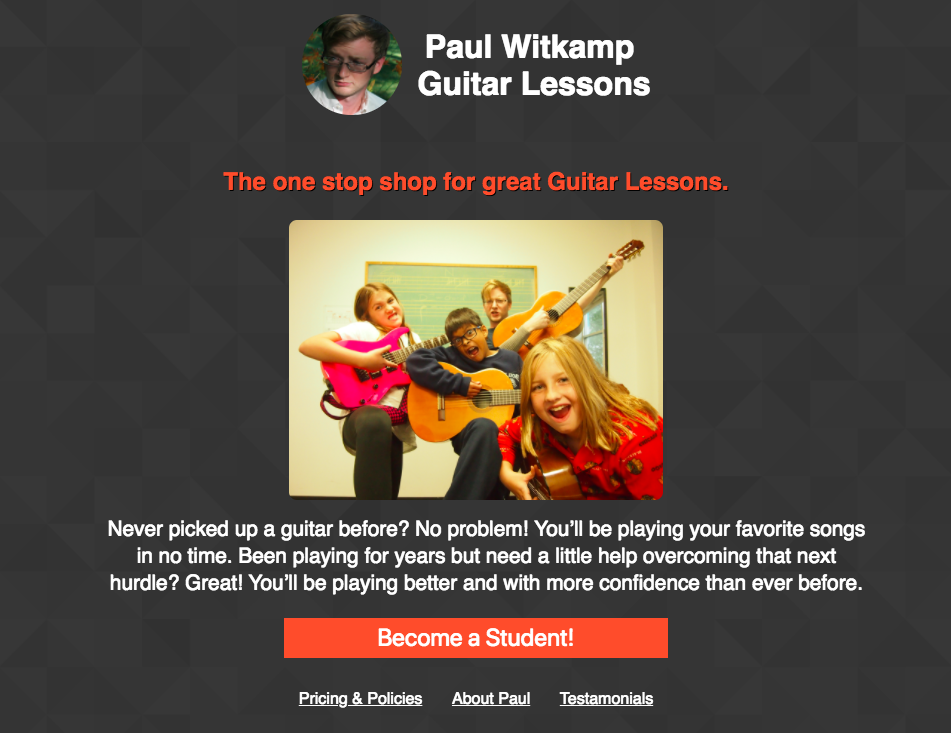 Paul Witkamp
Guitar Lessons
The one stop shop for great Guitar Lessons.
Never picked up a guitar before? No problem! You’ll be playing your favorite songs
in no time. Been playing for years but need a little help overcoming that next
hurdle? Great! You’ll be playing better and with more confidence than ever before.
Become a Student!
Pricing & Policies About Paul Testamonials